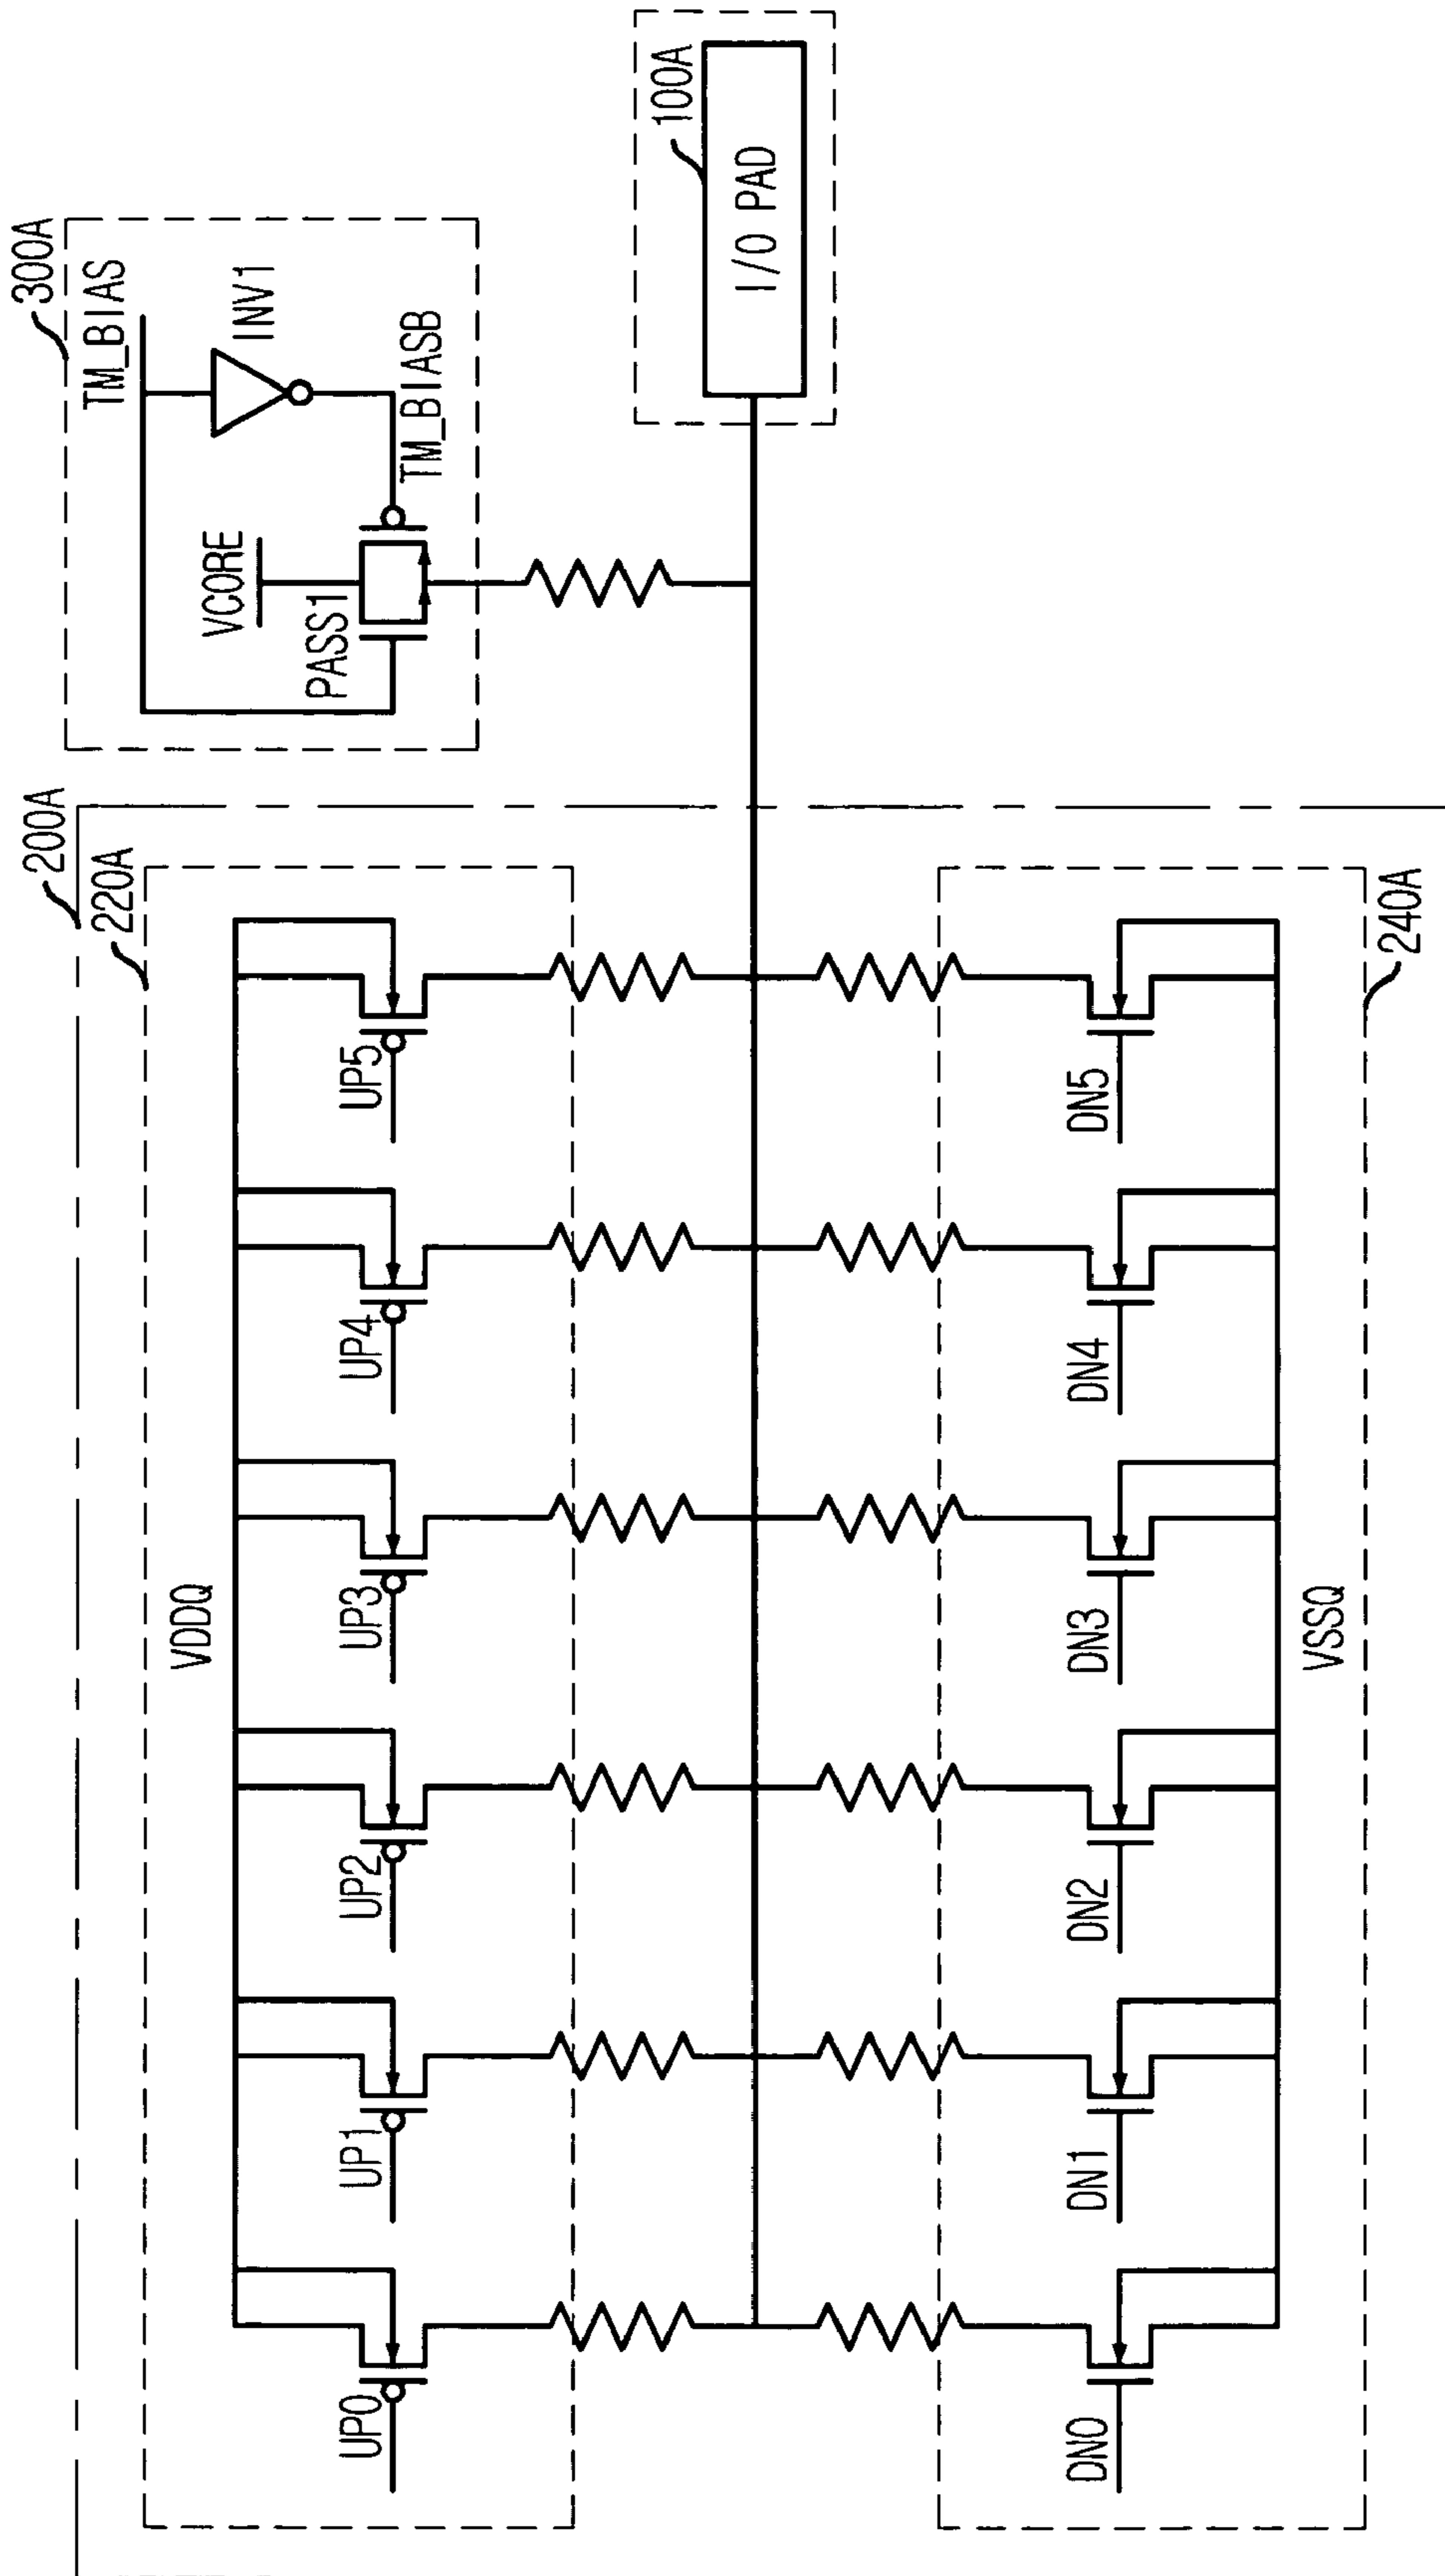 200A
220A
VDDQ
UP0
UP1
UP2
UP3
UP4
UP5
DN0
DN1
DN2
DN3
DN4
DN5
VSSQ
240A
300A
TM_BIAS
INV1
VCORE
PASS1
TM_BIASB
100A
I/O PAD